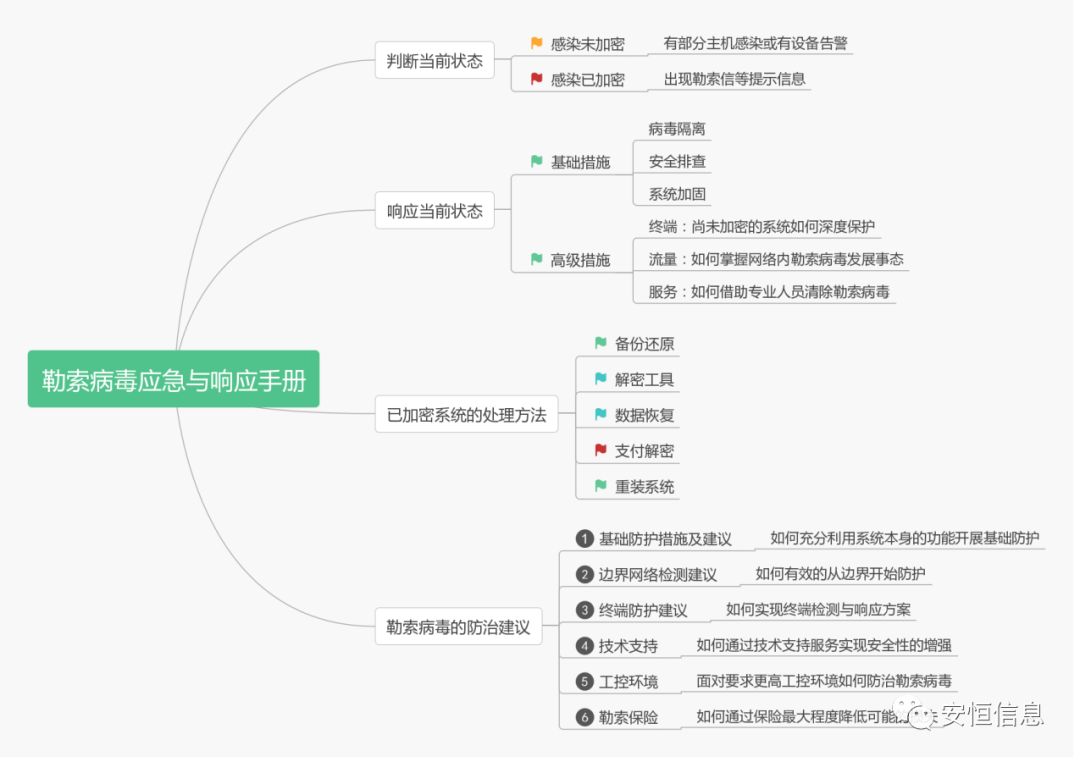 勒索病毒应急与响应手册
判断当前状态
感染未加密
有部分主机感染或有设备告警
感染已加密
出现勒索信等提示信息
响应当前状态
基础措施
病毒隔离
安全排查
系统加固
高级措施
终端：尚未加密的系统如何深度保护
流量：如何掌握网络内勒索病毒发展事态
服务：如何借助专业人员清除勒索病毒
已加密系统的处理方法
备份还原
解密工具
数据恢复
支付解密
重装系统
勒索病毒的防治建议
1 基础防护措施及建议
如何充分利用系统本身的功能开展基础防护
2 边界网络检测建议
如何有效的从边界开始防护
3 终端防护建议
如何实现终端检测与响应方案
4 技术支持
如何通过技术支持服务实现安全性的增强
5 工控环境
面对要求更高工控环境如何防治勒索病毒
6 勒索保险
如何通过保险最大程度降低可能
安恒信息